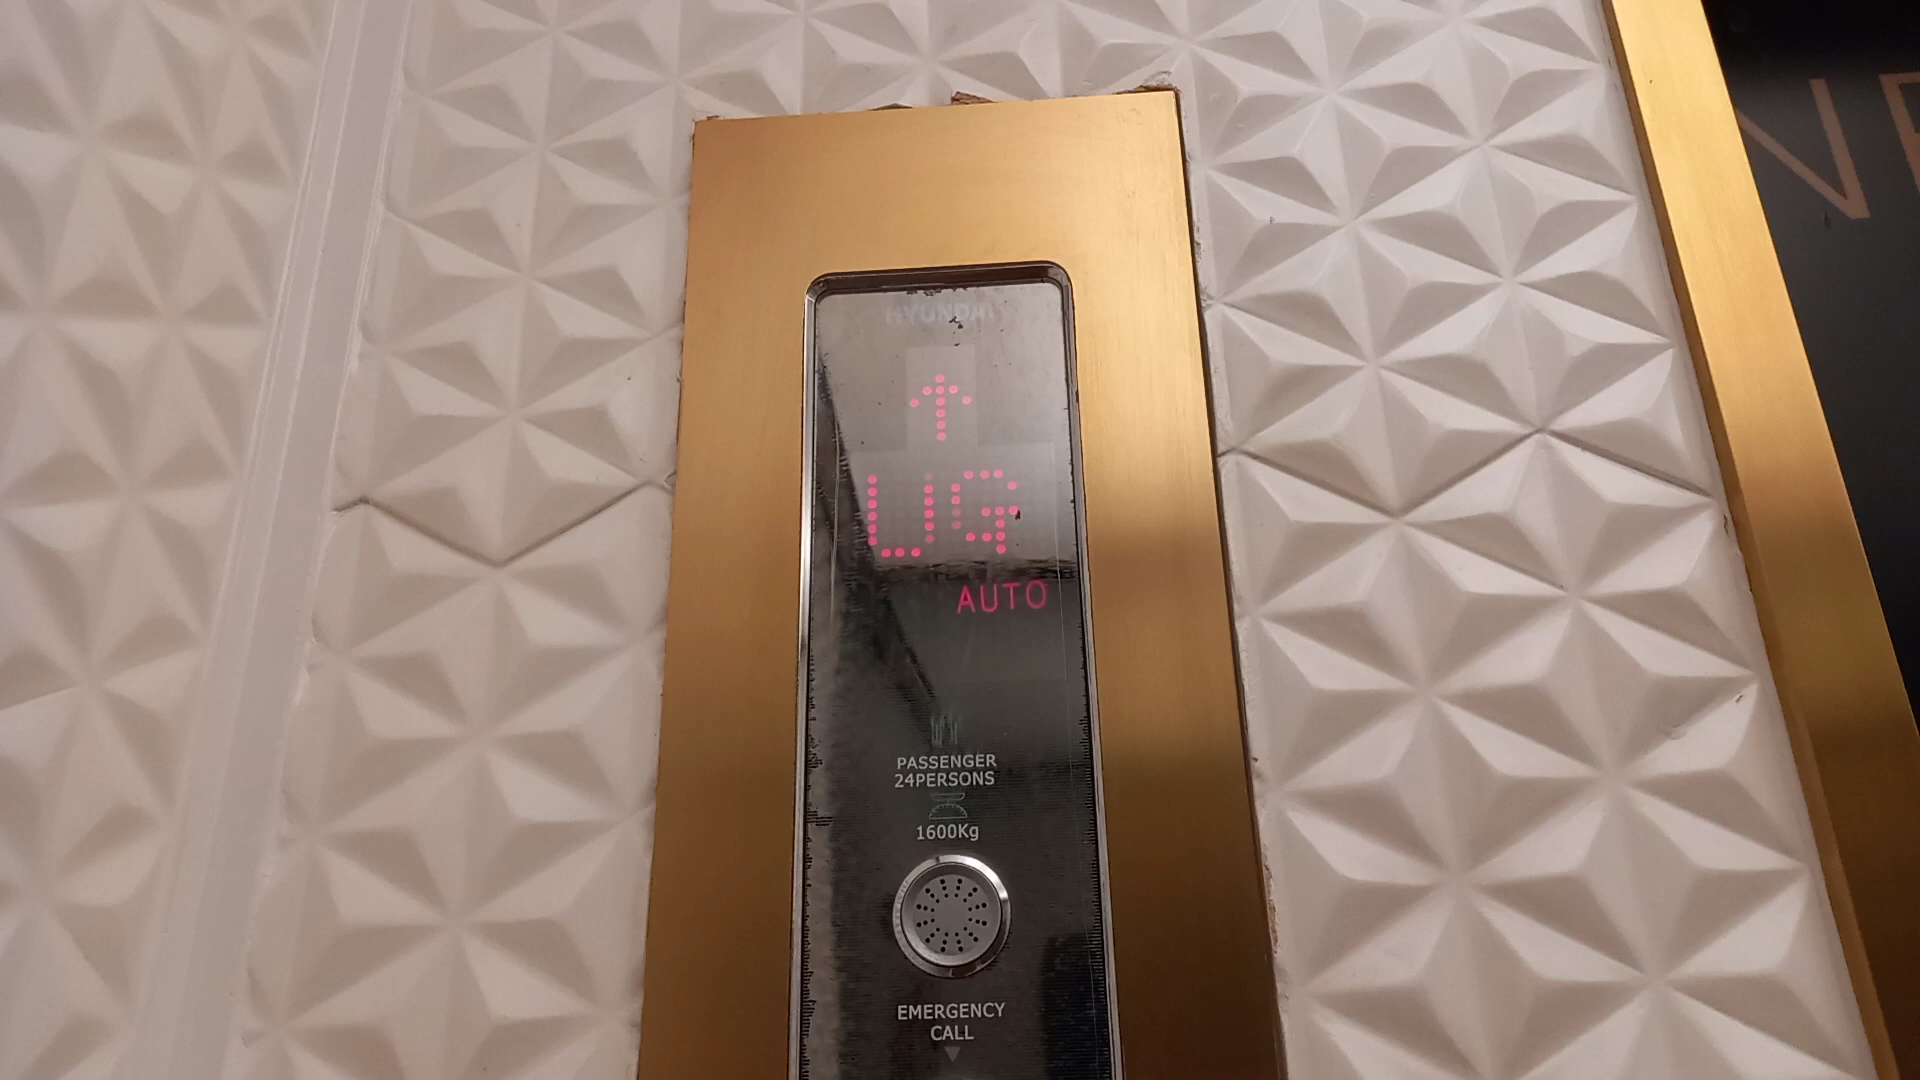 HYUNDAI
↑
UG
AUTO
PASSENGER
24PERSONS
1600Kg
EMERGENCY
CALL